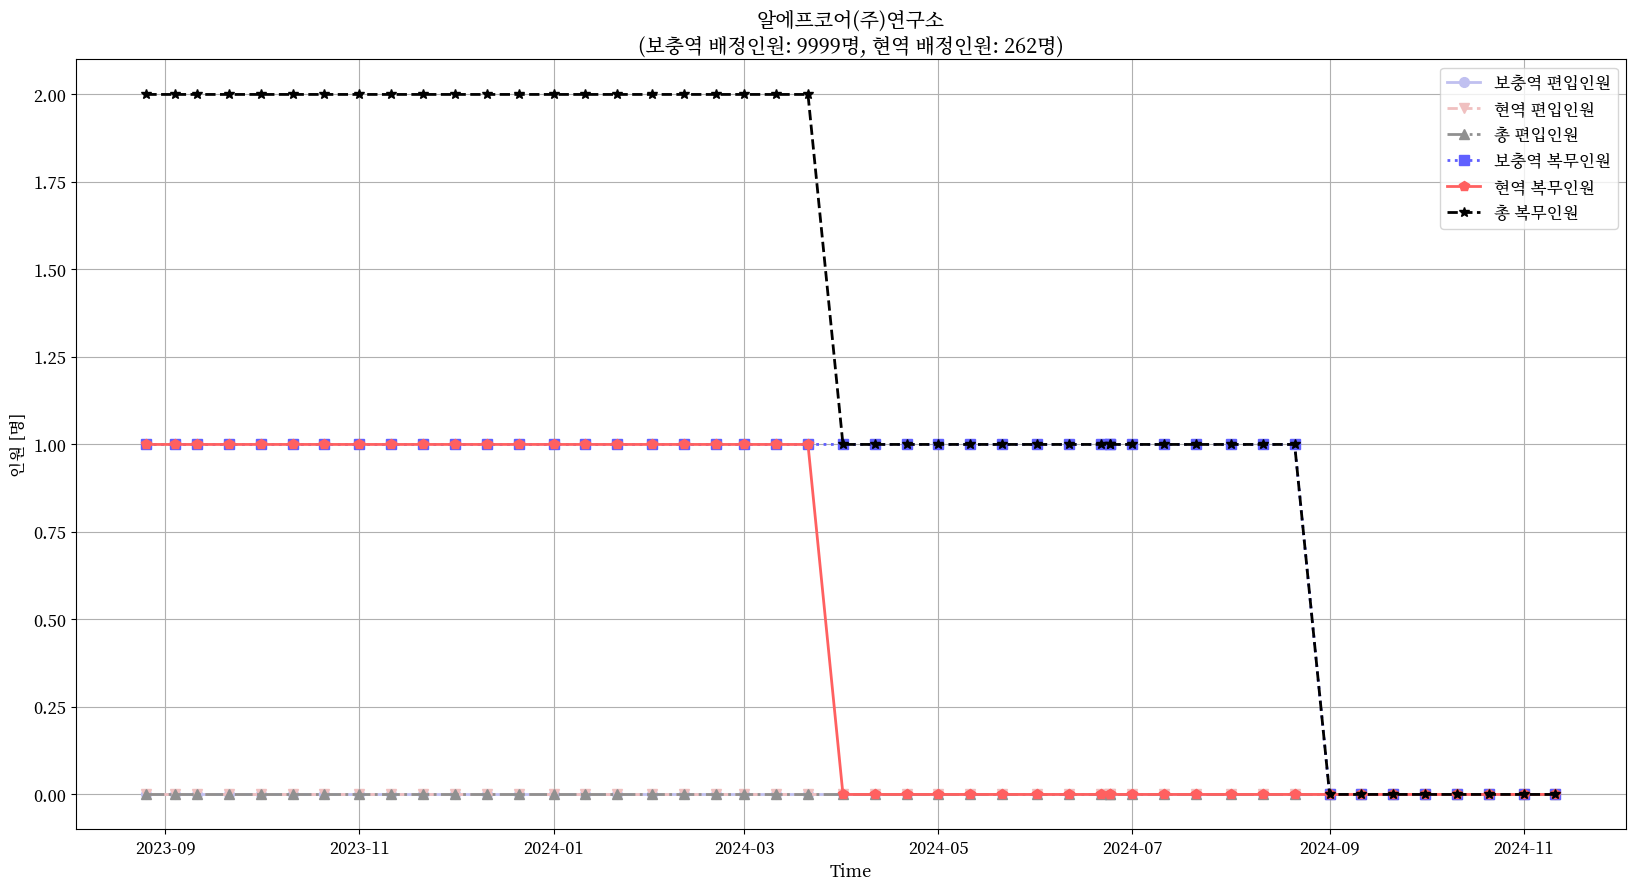 알에프코어(주)연구소
(보충역 배정인원: 9999명, 현역 배정인원: 262명)
보충역 편입인원
현역 편입인원
총 편입인원
보충역 복무인원
현역 복무인원
총 복무인원
인원 [명]
2.00
1.75
1.50
1.25
1.00
0.75
0.50
0.25
0.00
2023-09 2023-11 2024-01 2024-03 2024-05 2024-07 2024-09 2024-11
Time